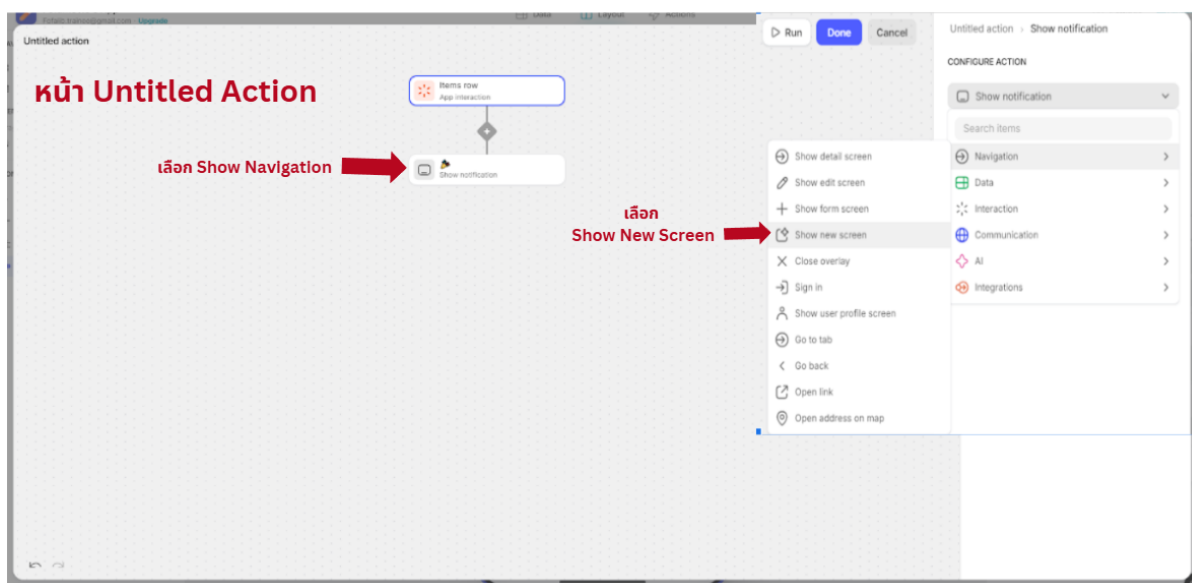 Upgrade
Data
Layout
Actions
Untitled action
Run
Done
Cancel
Untitled action › Show notification
CONFIGURE ACTION
หน้า Untitled Action
Items row
App interaction
Show notification
Search items
เลือก Show Navigation
Show notification
Show detail screen
Show edit screen
Show form screen
Show new screen
Close overlay
Sign in
Show user profile screen
Go to tab
Go back
Open link
Open address on map
Navigation
Data
Interaction
Communication
AI
Integrations
เลือก
Show New Screen